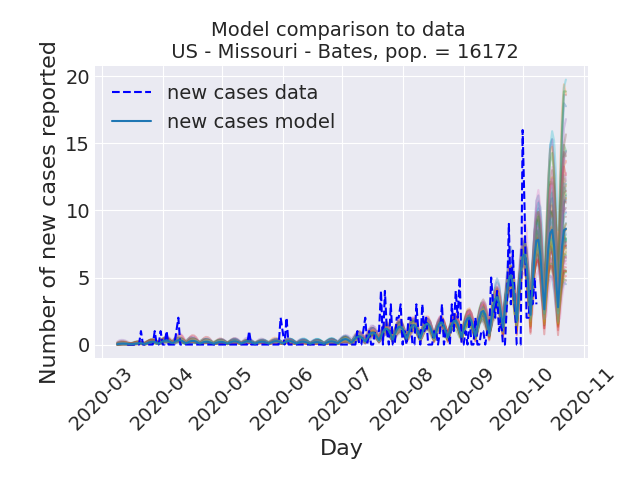 Model comparison to data
US - Missouri - Bates, pop. = 16172
Number of new cases reported
20
15
10
5
0
new cases data
new cases model
2020-03
2020-04
2020-05
2020-06
2020-07
2020-08
2020-09
2020-10
2020-11
Day